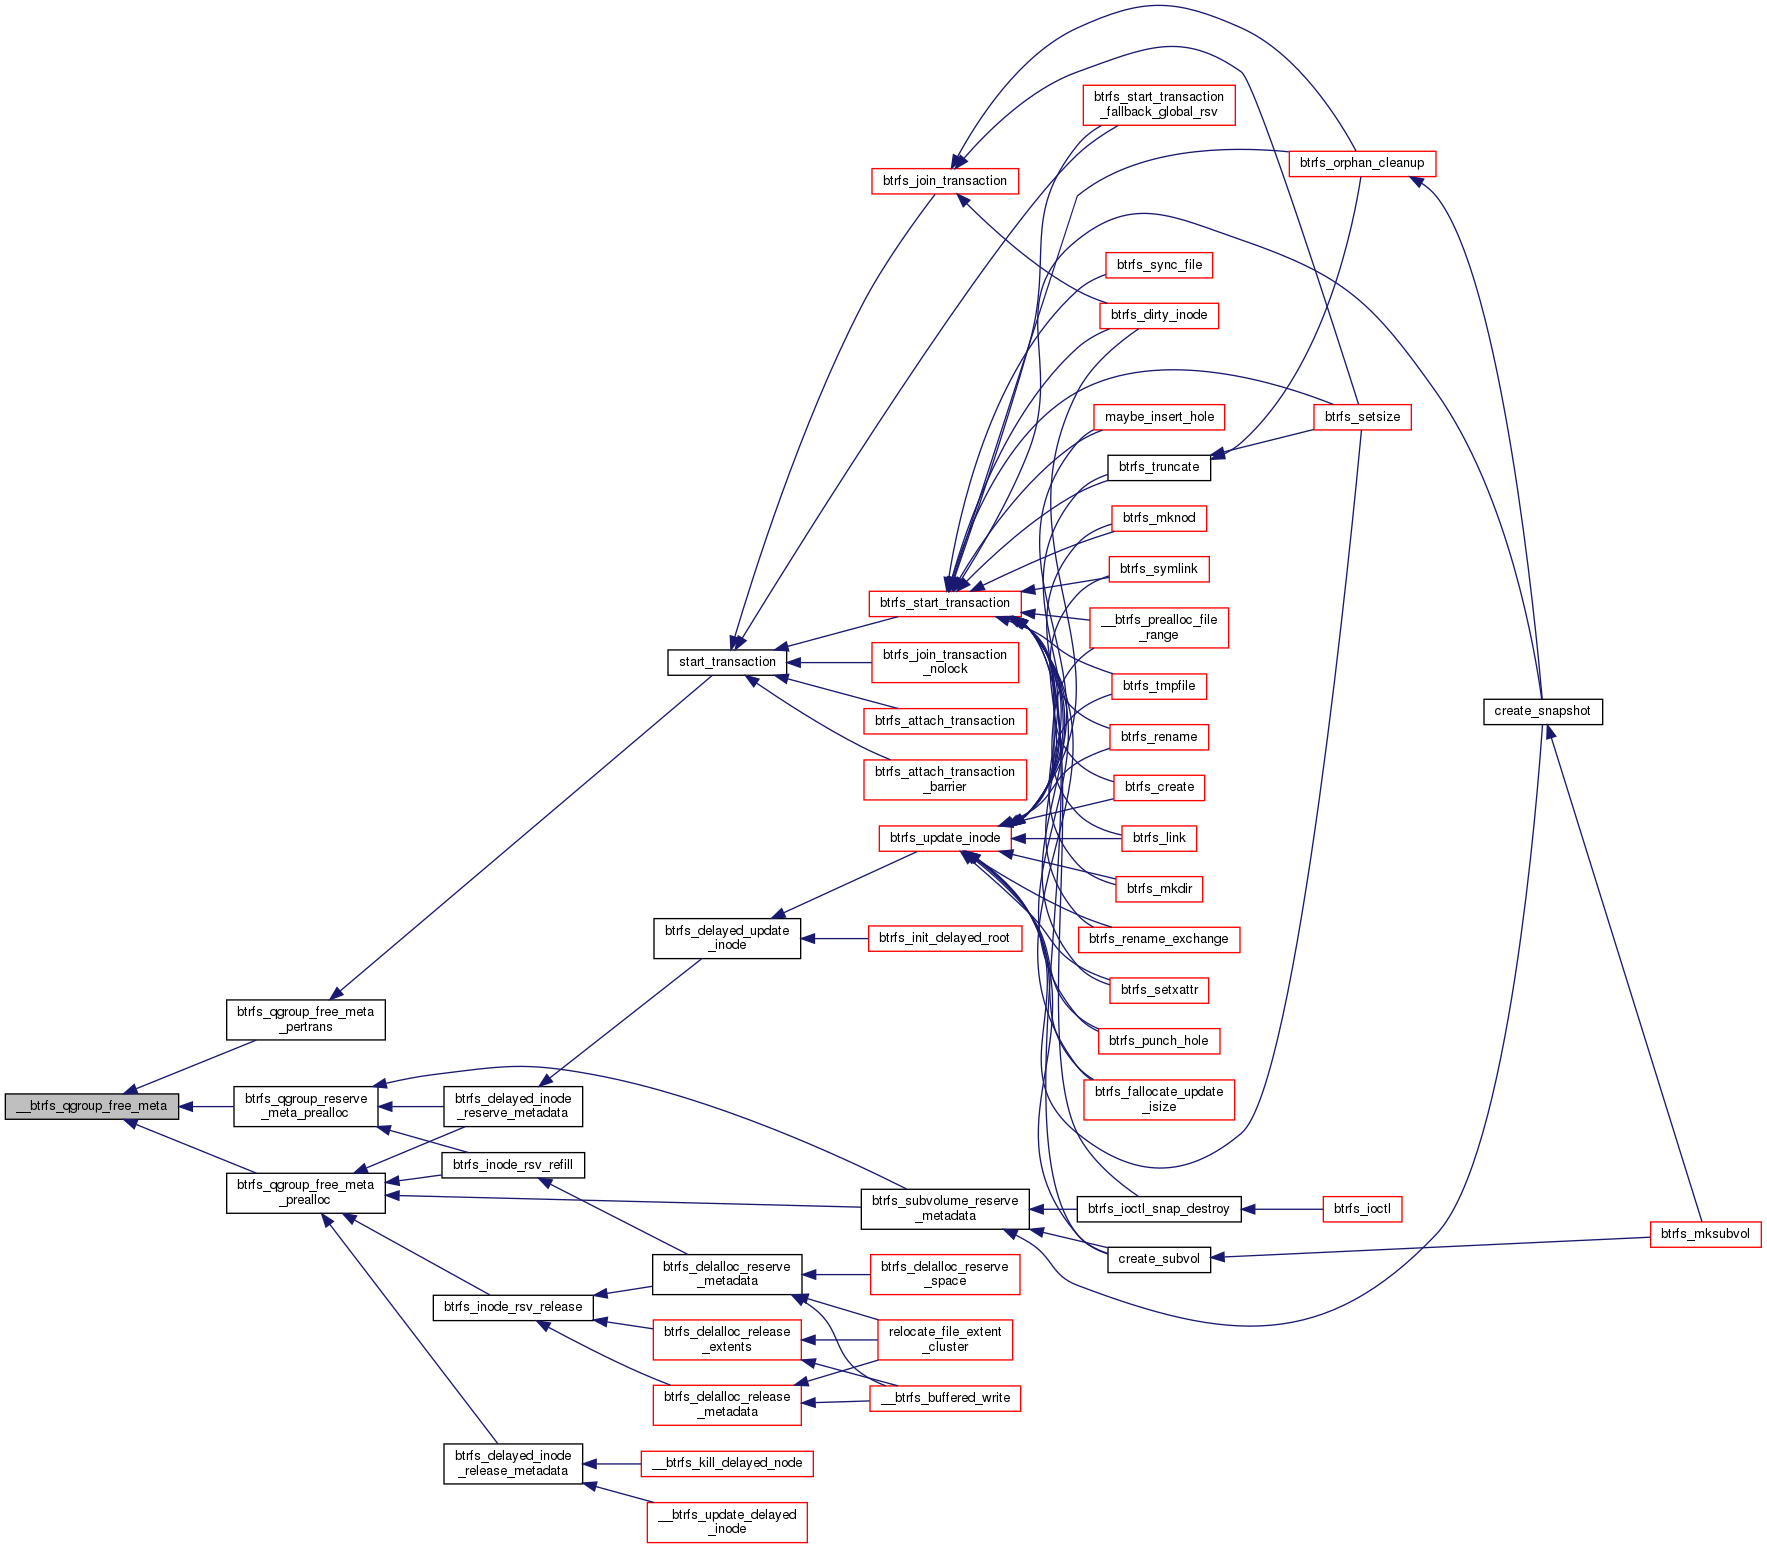 btrfs_start_transaction
_fallback_global_rsv
btrfs_orphan_cleanup
btrfs_join_transaction
btrfs_sync_file
btrfs_dirty_inode
maybe_insert_hole
btrfs_setsize
btrfs_truncate
btrfs_mknod
btrfs_symlink
btrfs_start_transaction
__btrfs_prealloc_file
_range
start_transaction
btrfs_join_transaction
_nolock
btrfs_tmpfile
create_snapshot
btrfs_attach_transaction
btrfs_rename
btrfs_attach_transaction
_barrier
btrfs_create
btrfs_update_inode
btrfs_link
btrfs_mkdir
btrfs_delayed_update
_inode
btrfs_init_delayed_root
btrfs_rename_exchange
btrfs_setxattr
btrfs_qgroup_free_meta
_pertrans
btrfs_punch_hole
__btrfs_qgroup_free_meta
btrfs_qgroup_reserve
_meta_prealloc
btrfs_delayed_inode
_reserve_metadata
btrfs_fallocate_update
_isize
btrfs_inode_rsv_refill
btrfs_qgroup_free_meta
_prealloc
btrfs_subvolume_reserve
_metadata
btrfs_ioctl_snap_destroy
btrfs_ioctl
btrfs_mksubvol
create_subvol
btrfs_delalloc_reserve
_metadata
btrfs_delalloc_reserve
_space
btrfs_inode_rsv_release
btrfs_delalloc_release
_extents
relocate_file_extent
_cluster
btrfs_delalloc_release
_metadata
__btrfs_buffered_write
btrfs_delayed_inode
_release_metadata
__btrfs_kill_delayed_node
__btrfs_update_delayed
_inode